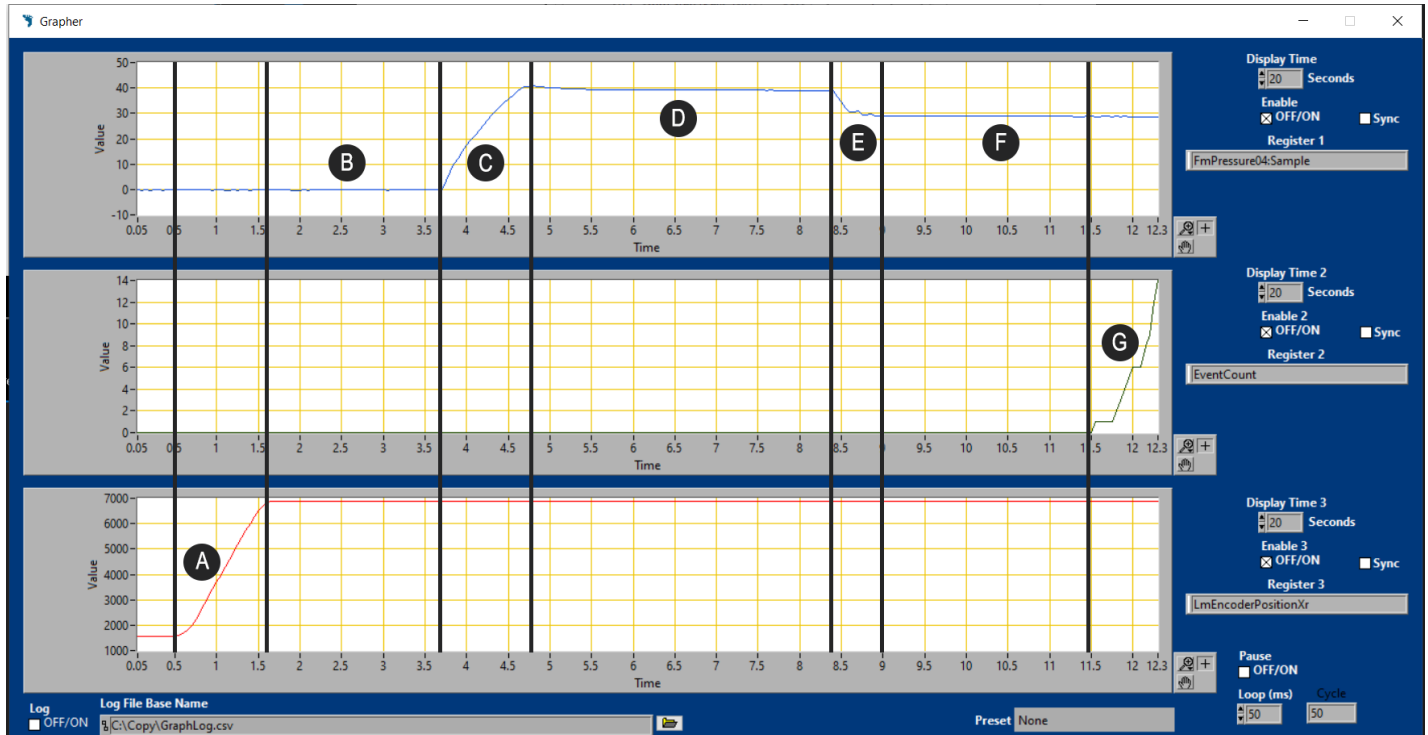 Grapher
50
40
30
20
10
0
-10
Value
0.05 0.5 1 1.5 2 2.5 3 3.5 4 4.5 5 5.5 6 6.5 7 7.5 8 8.5 9 9.5 10 10.5 11 11.5 12 12.3
Time
B
C
D
E
F
Display Time
20 Seconds
Enable
OFF/ON Sync
Register 1
FmPressure04:Sample
14
12
10
8
6
4
2
0
Value
0.05 0.5 1 1.5 2 2.5 3 3.5 4 4.5 5 5.5 6 6.5 7 7.5 8 8.5 9 9.5 10 10.5 11 11.5 12 12.3
Time
G
Display Time 2
20 Seconds
Enable 2
OFF/ON Sync
Register 2
EventCount
7000
6000
5000
4000
3000
2000
1000
Value
0.05 0.5 1 1.5 2 2.5 3 3.5 4 4.5 5 5.5 6 6.5 7 7.5 8 8.5 9 9.5 10 10.5 11 11.5 12 12.3
Time
A
Display Time 3
20 Seconds
Enable 3
OFF/ON Sync
Register 3
LmEncoderPositionXr
Pause
OFF/ON
Loop (ms) Cycle
50 50
Log
OFF/ON
Log File Base Name
C:\Copy\GraphLog.csv
Preset None